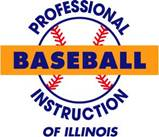 PROFESSIONAL
BASEBALL
INSTRUCTION
OF ILLINOIS